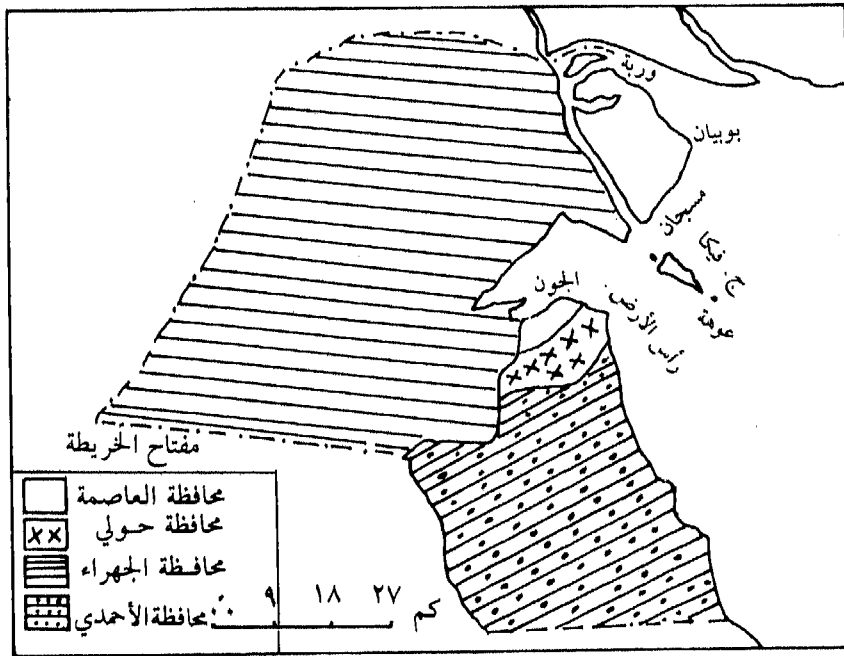 وربة
بوبيان
مسبحان
ج. فيلكا
عوهة
الجون
رأس الأرض
مفتاح الخريطة
محافظة العاصمة
محافظة حولي
محافظة الجهراء
محافظة الأحمدي
٠ ٩ ١٨ ٢٧ كم